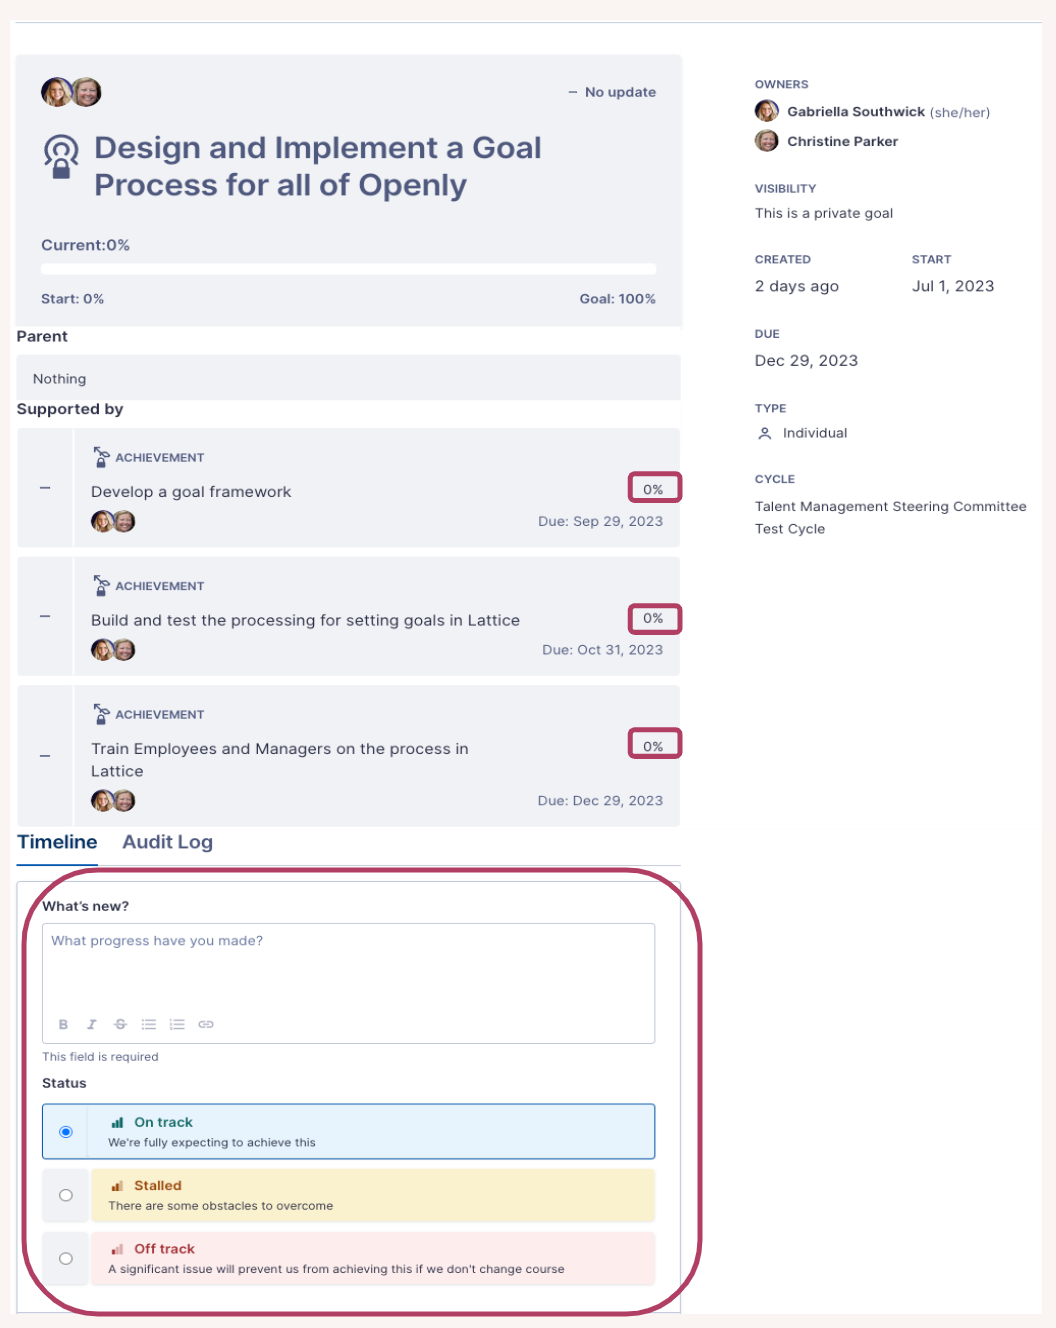 – No update
Design and Implement a Goal
Process for all of Openly
Current:0%
Start: 0%
Goal: 100%
Parent
Nothing
Supported by
ACHIEVEMENT
Develop a goal framework
0%
Due: Sep 29, 2023
ACHIEVEMENT
Build and test the processing for setting goals in Lattice
0%
Due: Oct 31, 2023
ACHIEVEMENT
Train Employees and Managers on the process in
Lattice
0%
Due: Dec 29, 2023
Timeline
Audit Log
What's new?
What progress have you made?
B I S
This field is required
Status
On track
We're fully expecting to achieve this
Stalled
There are some obstacles to overcome
Off track
A significant issue will prevent us from achieving this if we don't change course
OWNERS
Gabriella Southwick (she/her)
Christine Parker
VISIBILITY
This is a private goal
CREATED
2 days ago
START
Jul 1, 2023
DUE
Dec 29, 2023
TYPE
Individual
CYCLE
Talent Management Steering Committee
Test Cycle